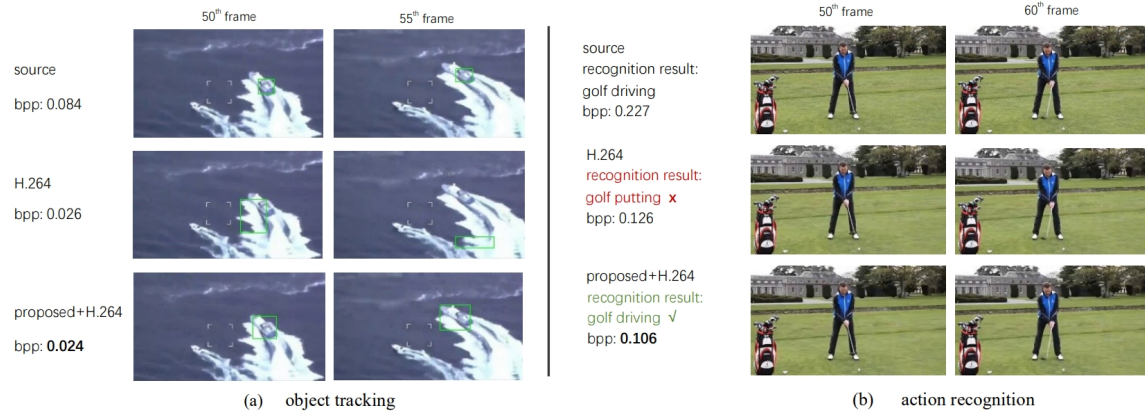 50th frame
55th frame
source
bpp: 0.084
H.264
bpp: 0.026
proposed+H.264
bpp: 0.024
(a) object tracking
50th frame
60th frame
source
recognition result:
golf driving
bpp: 0.227
H.264
recognition result:
golf putting x
bpp: 0.126
proposed+H.264
recognition result:
golf driving √
bpp: 0.106
(b) action recognition